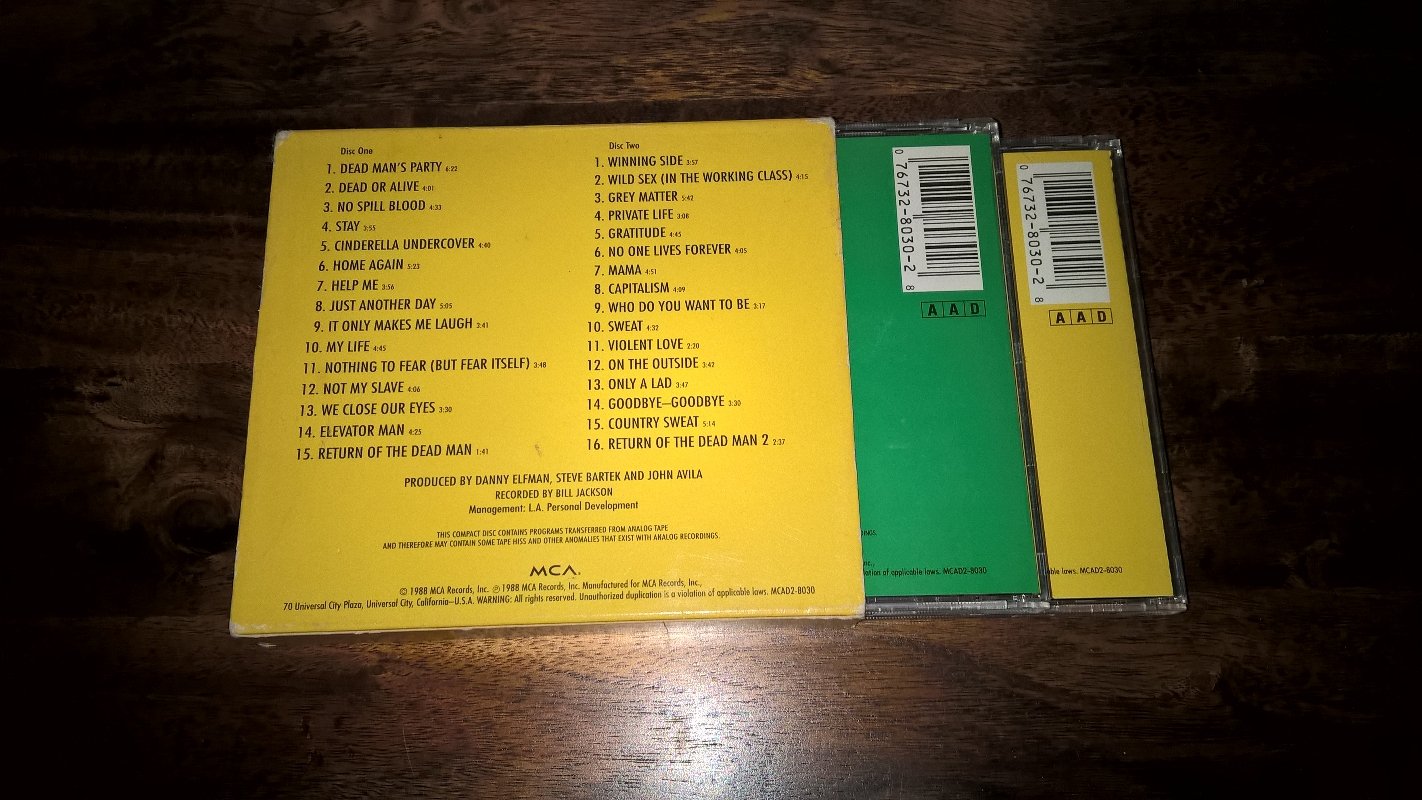 Disc One
1. DEAD MAN'S PARTY 6:22
2. DEAD OR ALIVE 4:01
3. NO SPILL BLOOD 4:33
4. STAY 3:55
5. CINDERELLA UNDERCOVER 4:40
6. HOME AGAIN 5:23
7. HELP ME 3:56
8. JUST ANOTHER DAY 5:05
9. IT ONLY MAKES ME LAUGH 3:41
10. MY LIFE 4:45
11. NOTHING TO FEAR (BUT FEAR ITSELF) 3:48
12. NOT MY SLAVE 4:06
13. WE CLOSE OUR EYES 3:30
14. ELEVATOR MAN 4:25
15. RETURN OF THE DEAD MAN 1:41
Disc Two
1. WINNING SIDE 3:57
2. WILD SEX (IN THE WORKING CLASS) 4:15
3. GREY MATTER 5:42
4. PRIVATE LIFE 3:08
5. GRATITUDE 4:45
6. NO ONE LIVES FOREVER 4:05
7. MAMA 4:51
8. CAPITALISM 4:09
9. WHO DO YOU WANT TO BE 3:17
10. SWEAT 4:32
11. VIOLENT LOVE 2:20
12. ON THE OUTSIDE 3:42
13. ONLY A LAD 3:47
14. GOODBYE—GOODBYE 3:30
15. COUNTRY SWEAT 5:14
16. RETURN OF THE DEAD MAN 2 2:37
PRODUCED BY DANNY ELFMAN, STEVE BARTEK AND JOHN AVILA
RECORDED BY BILL JACKSON
Management: L.A. Personal Development
THIS COMPACT DISC CONTAINS PROGRAMS TRANSFERRED FROM ANALOG TAPE
AND THEREFORE MAY CONTAIN SOME TAPE HISS AND OTHER ANOMALIES THAT EXIST WITH ANALOG RECORDINGS.
MCA
© 1988 MCA Records, Inc. ℗ 1988 MCA Records, Inc. Manufactured for MCA Records, Inc.,
70 Universal City Plaza, Universal City, California—U.S.A. WARNING: All rights reserved. Unauthorized duplication is a violation of applicable laws. MCAD2-8030
0 76732-8030-2 8
AAD
of applicable laws. MCAD2-8030
0 76732-8030-2 8
AAD
laws. MCAD2-8030